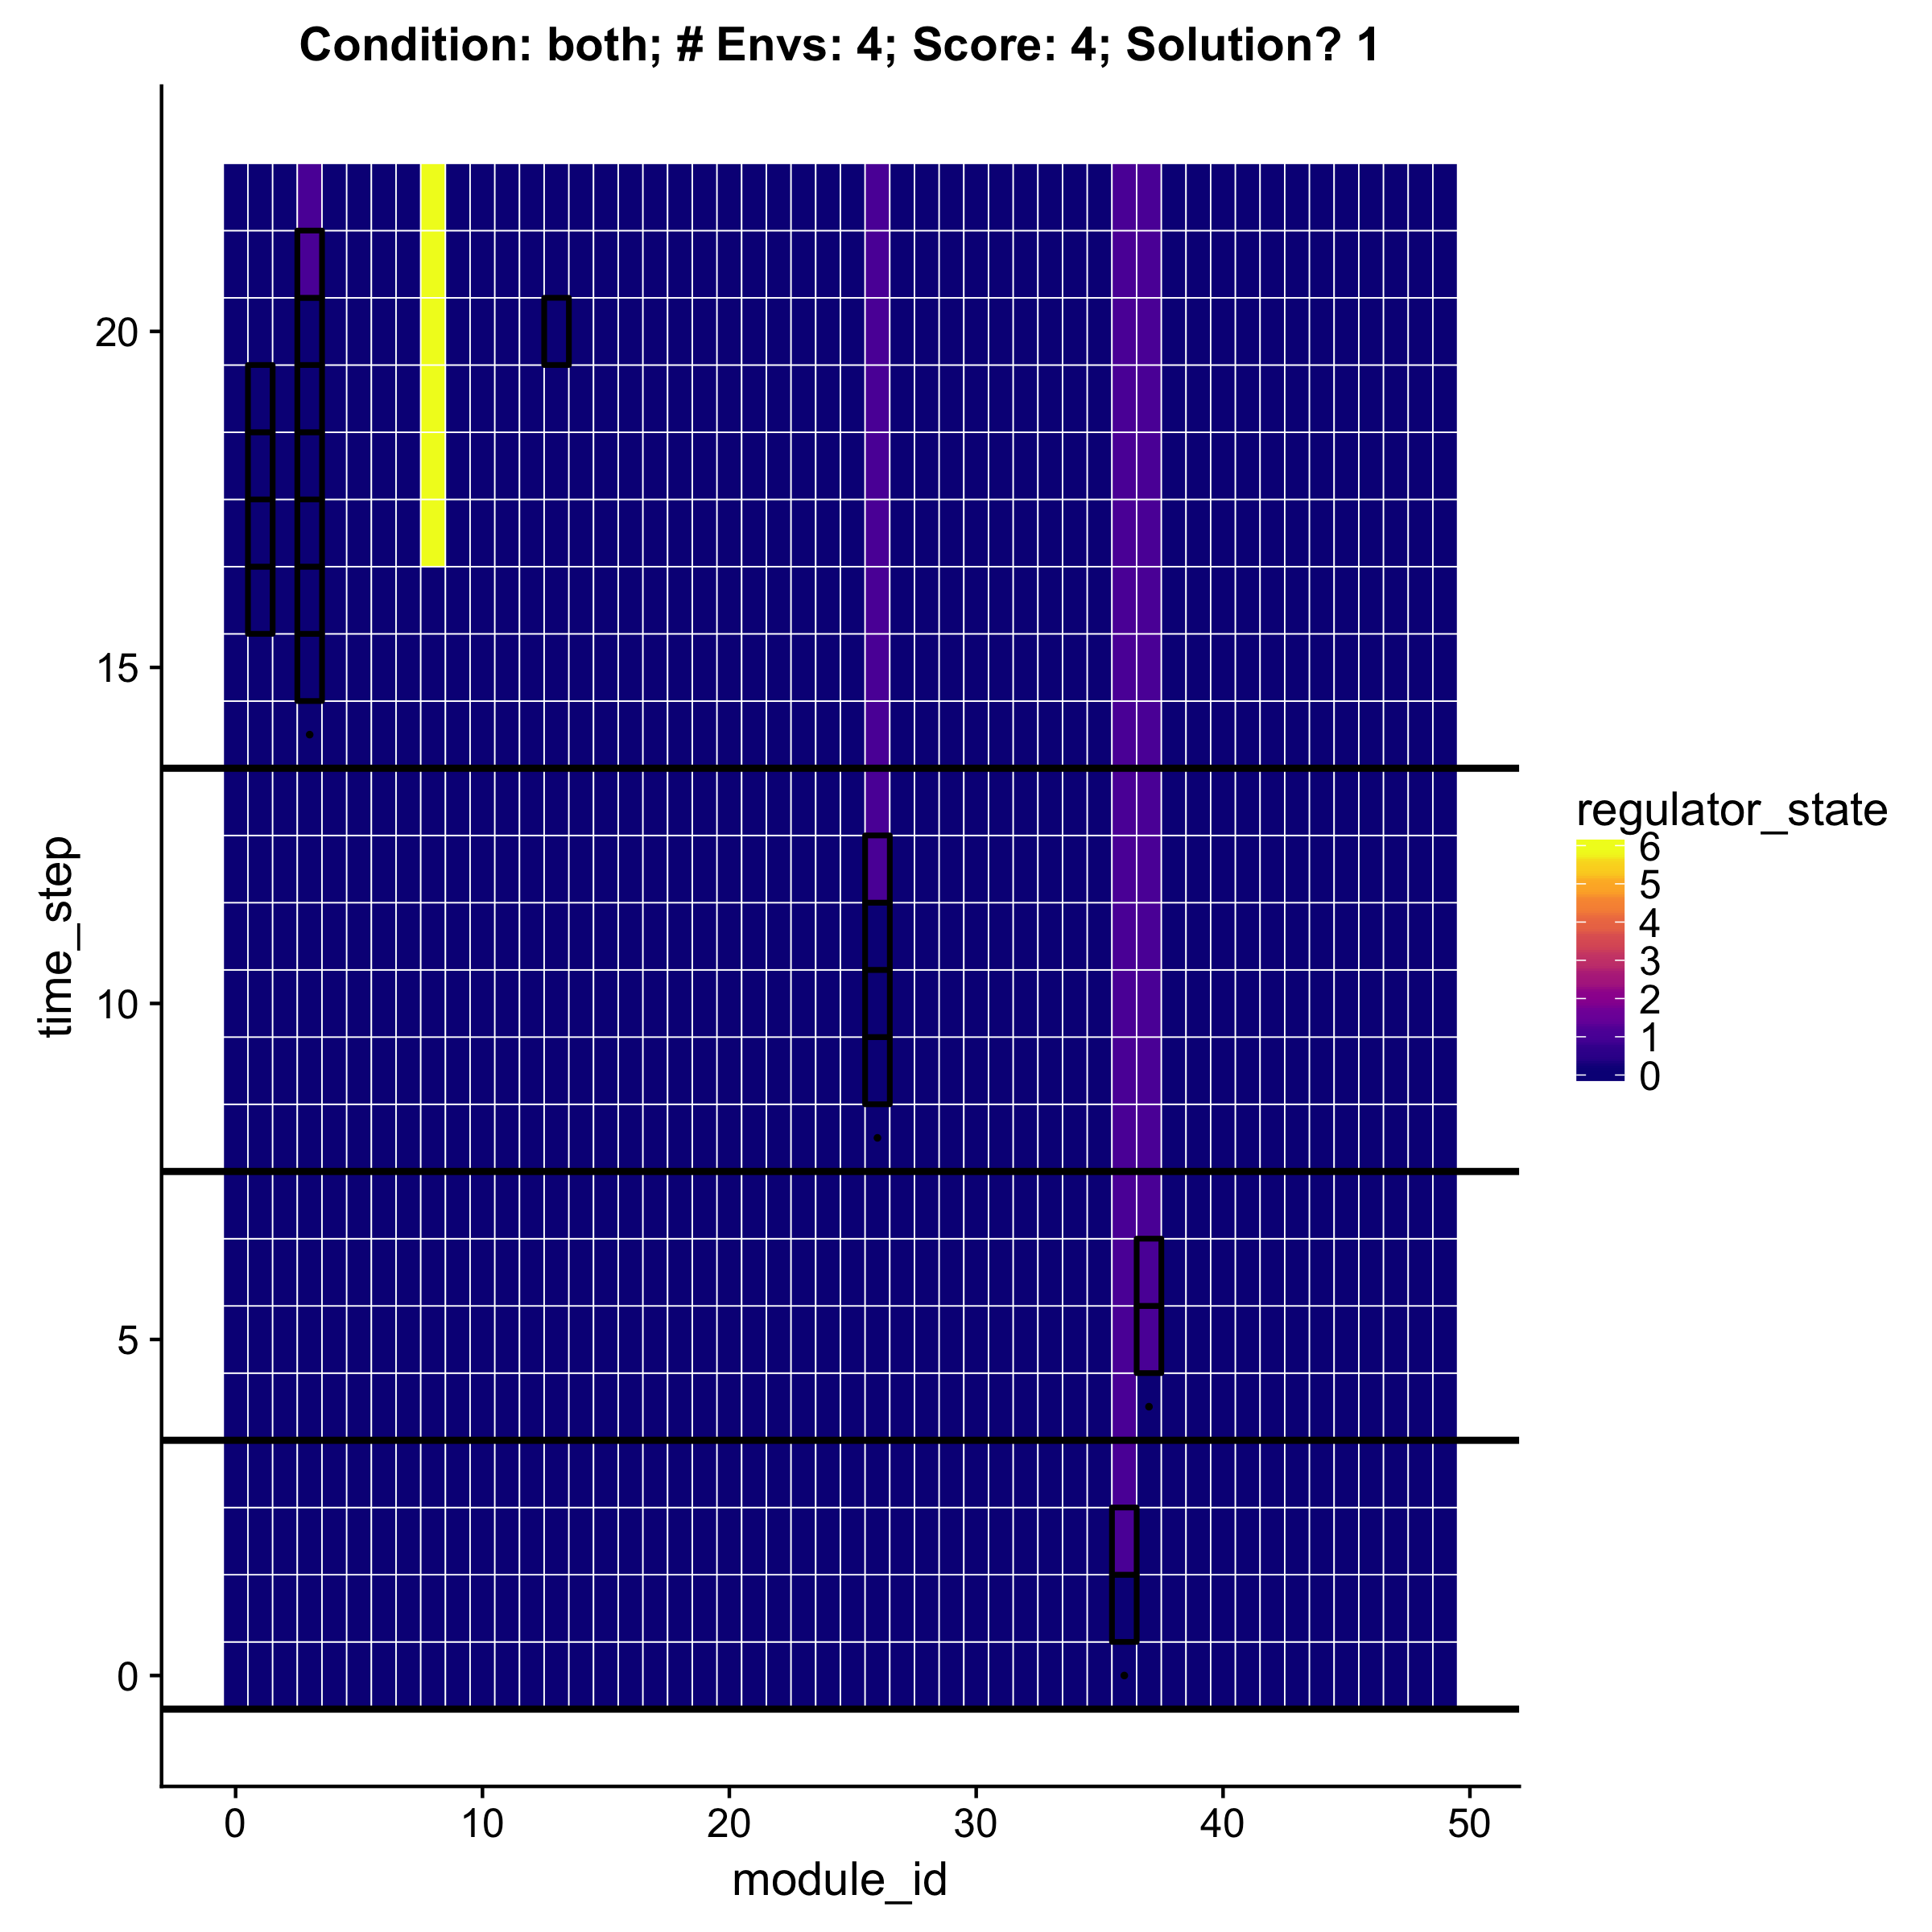 Condition: both; # Envs: 4; Score: 4; Solution? 1
time_step
20
15
10
5
0
0 10 20 30 40 50
module_id
regulator_state
6
5
4
3
2
1
0